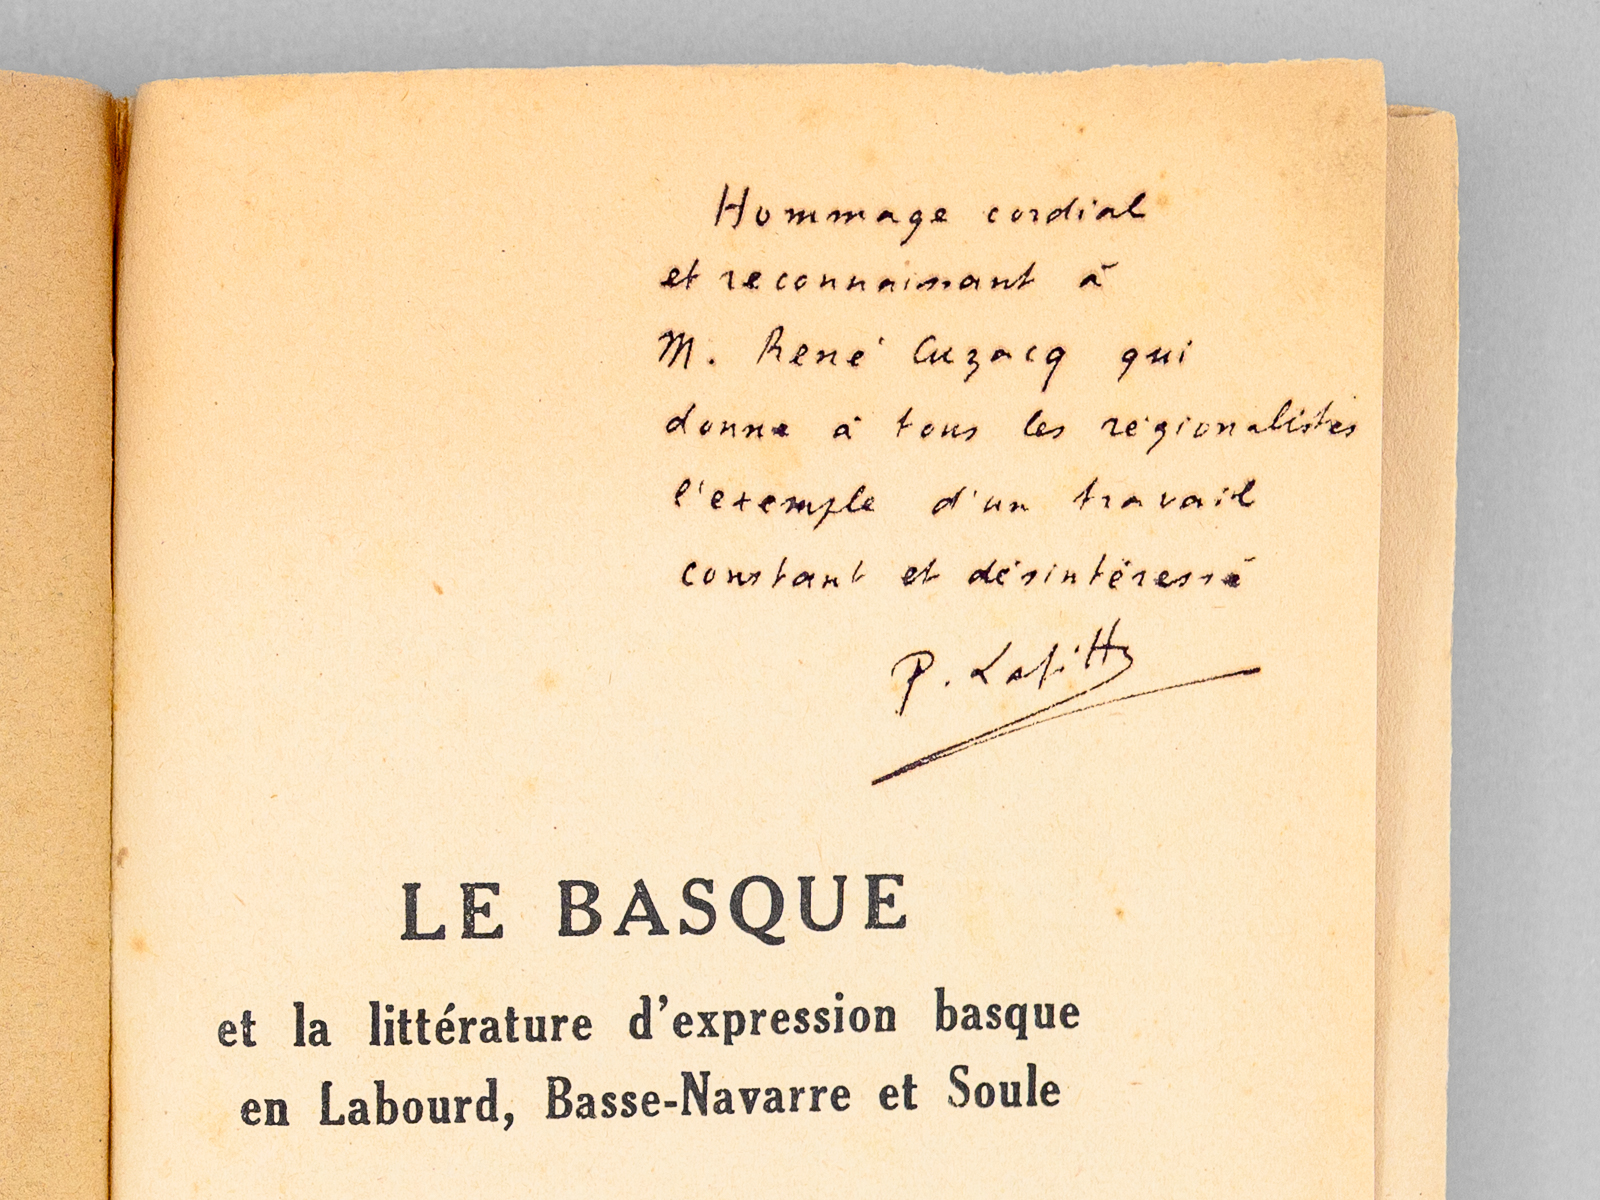 Hommage cordial
et reconnaissant à
M. René Cuzacq qui
donne à tous les régionalistes
l'exemple d'un travail
constant et désintéressé
P. Lafitte
LE BASQUE
et la littérature d'expression basque
en Labourd, Basse-Navarre et Soule